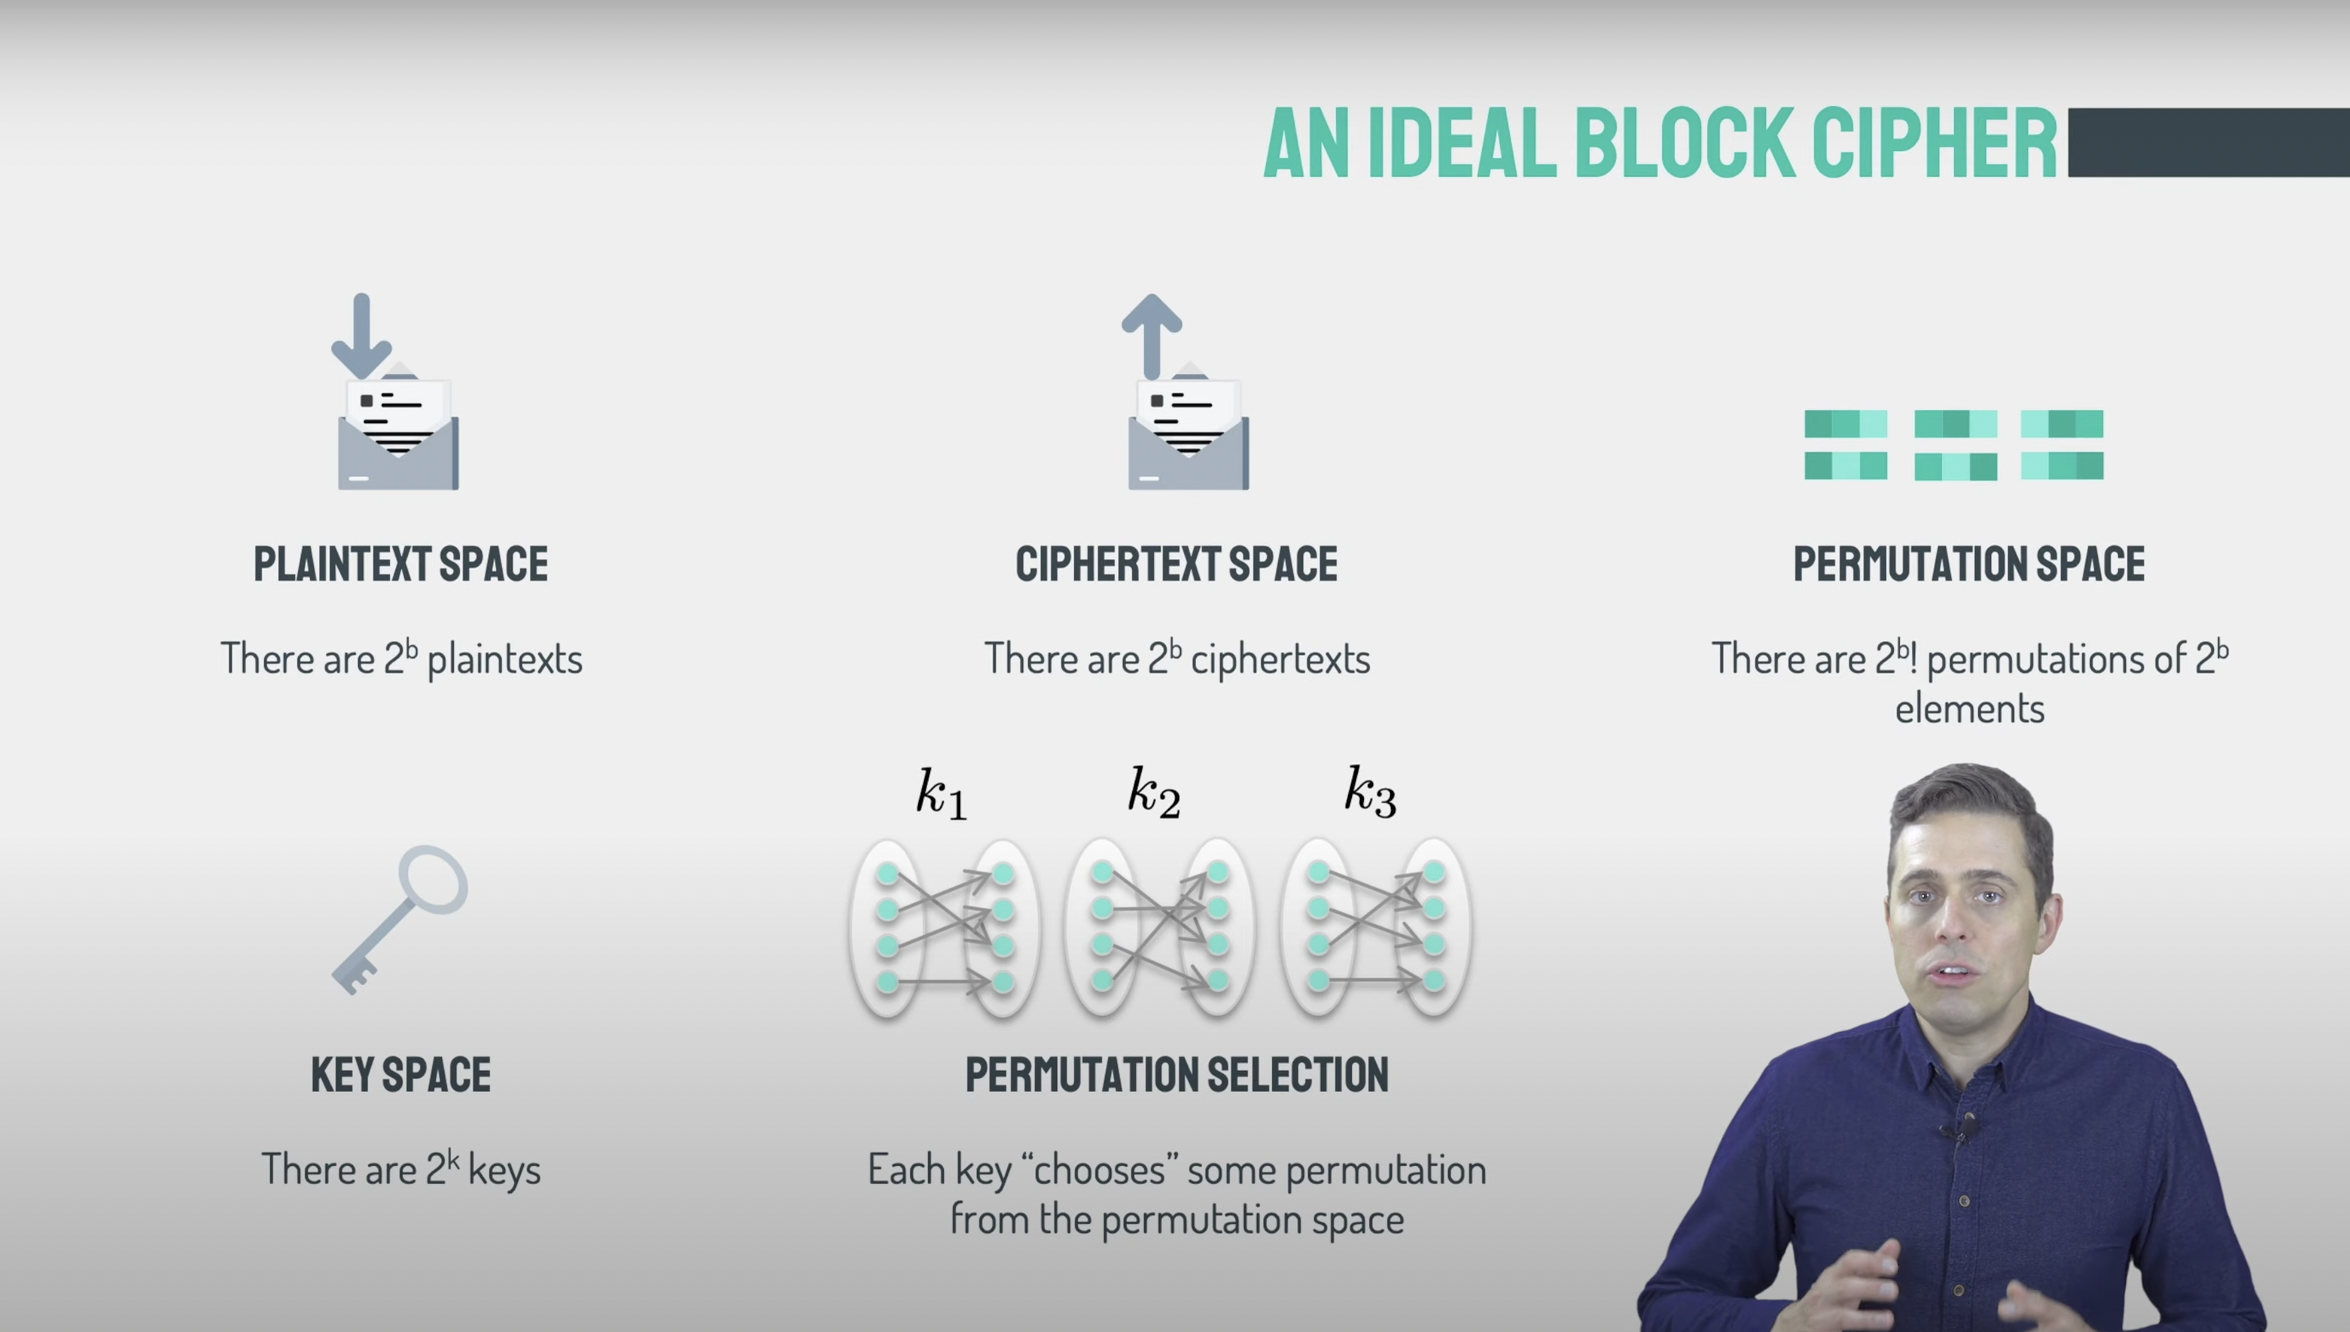 AN IDEAL BLOCK CIPHER
PLAINTEXT SPACE
There are 2ᵇ plaintexts
CIPHERTEXT SPACE
There are 2ᵇ ciphertexts
PERMUTATION SPACE
There are 2ᵇ! permutations of 2ᵇ
elements
KEY SPACE
There are 2ᵏ keys
k₁ k₂ k₃
PERMUTATION SELECTION
Each key “chooses” some permutation
from the permutation space